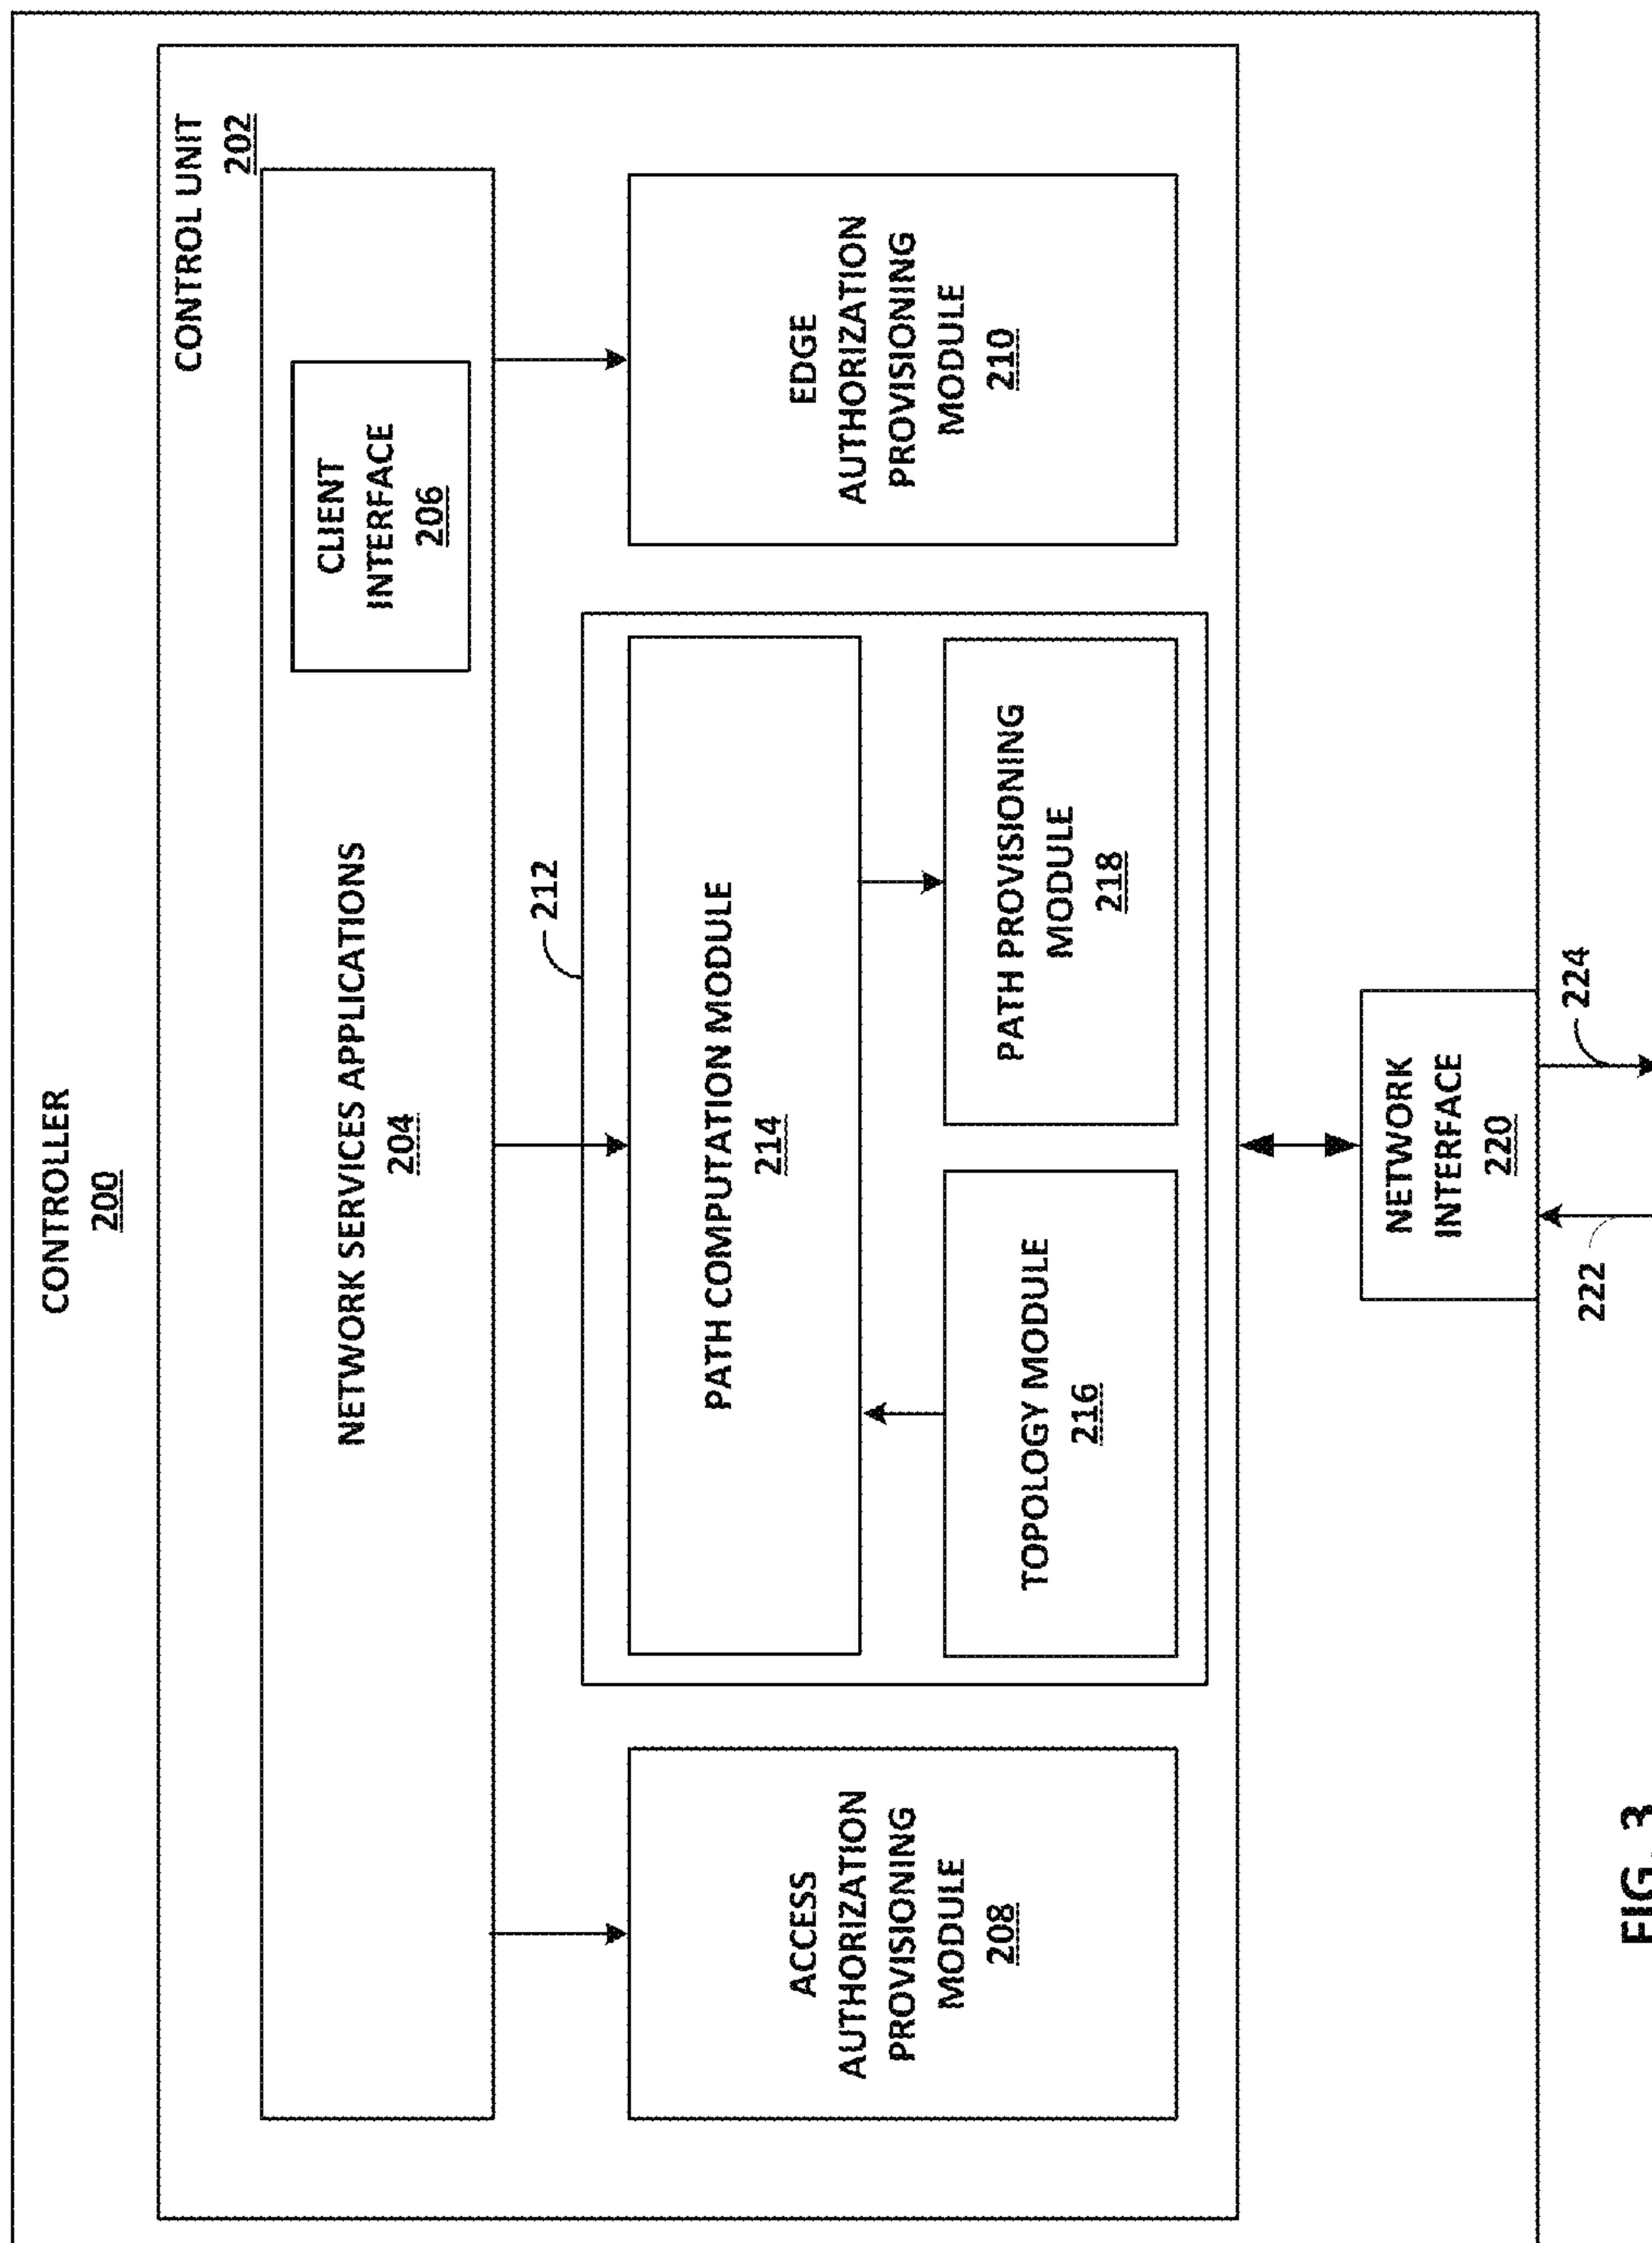 CONTROLLER
200
CONTROL UNIT
202
NETWORK SERVICES APPLICATIONS
204
CLIENT
INTERFACE
206
212
ACCESS
AUTHORIZATION
PROVISIONING
MODULE
208
PATH COMPUTATION MODULE
214
TOPOLOGY MODULE
216
PATH PROVISIONING
MODULE
218
EDGE
AUTHORIZATION
PROVISIONING
MODULE
210
NETWORK
INTERFACE
220
222
224
FIG. 3